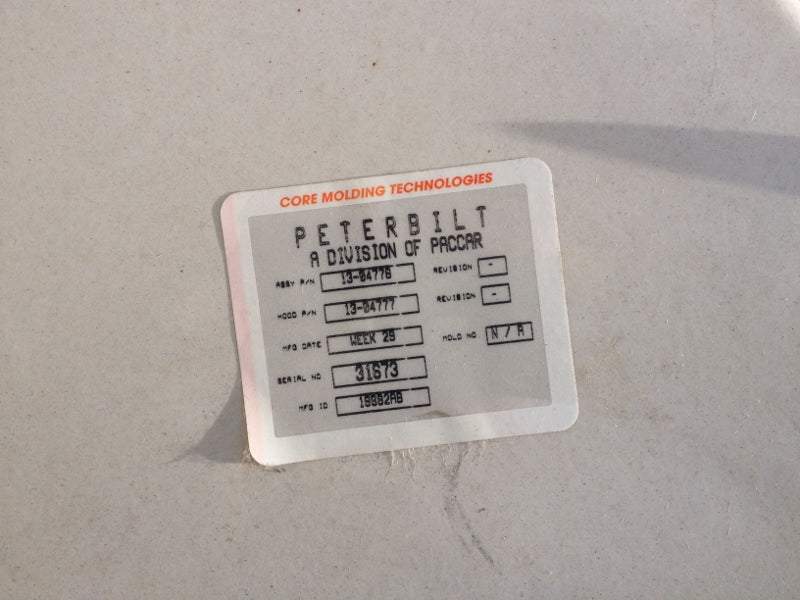 CORE MOLDING TECHNOLOGIES
PETERBILT
A DIVISION OF PACCAR
ASSY P/N 13-04776 REVISION -
HOOD P/N 13-04777 REVISION -
MFG DATE WEEK 29 MOLD NO N/A
SERIAL NO 31673
MFG ID